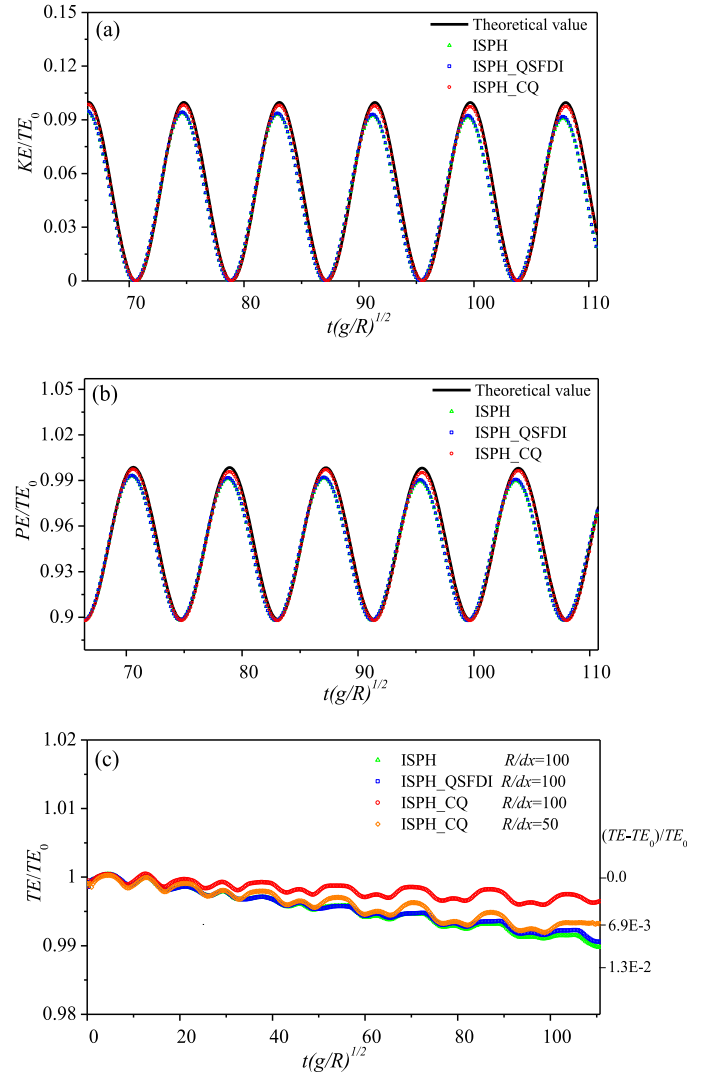 (a)
Theoretical value
ISPH
ISPH_QSFDI
ISPH_CQ
KE/TE0
0.15
0.12
0.09
0.06
0.03
0
70 80 90 100 110
t(g/R)1/2
(b)
Theoretical value
ISPH
ISPH_QSFDI
ISPH_CQ
PE/TE0
1.05
1.02
0.99
0.96
0.93
0.9
70 80 90 100 110
t(g/R)1/2
(c)
ISPH R/dx=100
ISPH_QSFDI R/dx=100
ISPH_CQ R/dx=100
ISPH_CQ R/dx=50
TE/TE0
1.02
1.01
1
0.99
0.98
(TE-TE0)/TE0
0.0
6.9E-3
1.3E-2
0 20 40 60 80 100
t(g/R)1/2